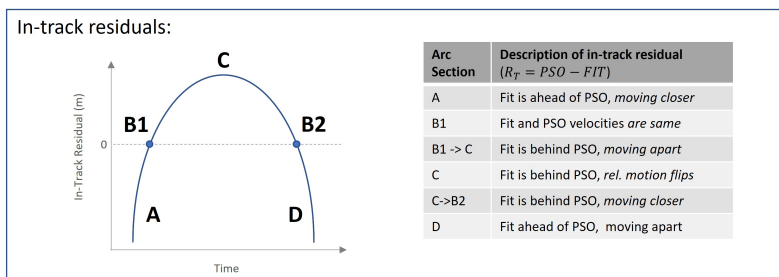 In-track residuals:
C
B1
B2
0
A
D
In-Track Residual (m)
Time
Arc Section
Description of in-track residual
(R_T = PSO − FIT)
A
Fit is ahead of PSO, moving closer
B1
Fit and PSO velocities are same
B1 -> C
Fit is behind PSO, moving apart
C
Fit is behind PSO, rel. motion flips
C->B2
Fit is behind PSO, moving closer
D
Fit ahead of PSO, moving apart